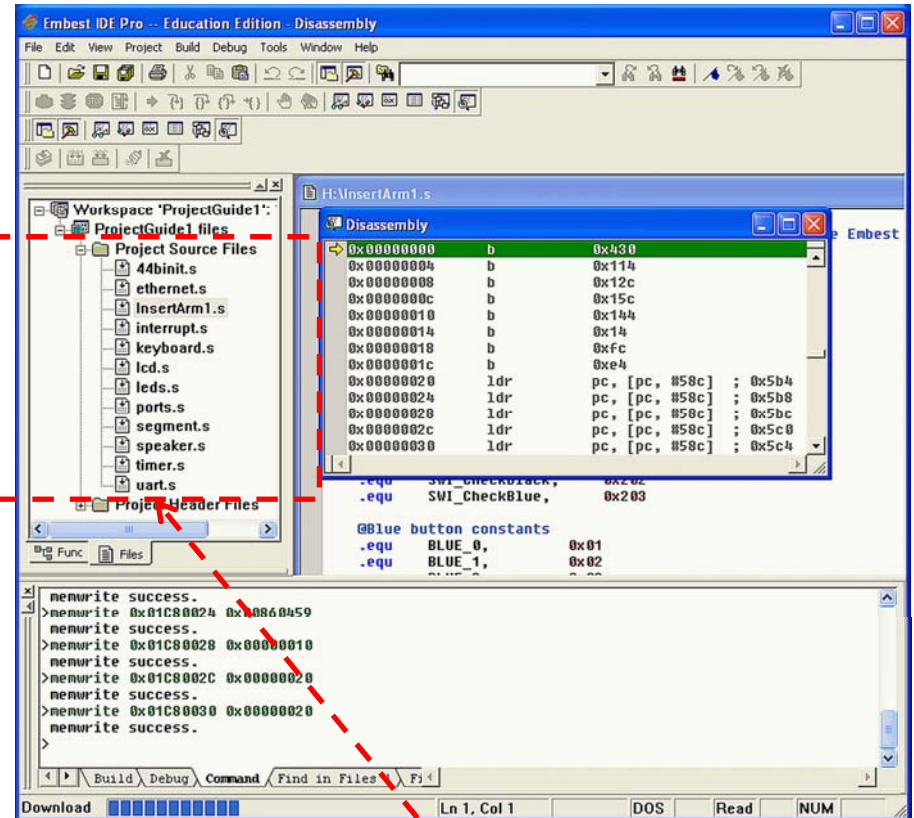 Embest IDE Pro -- Education Edition - Disassembly
File Edit View Project Build Debug Tools Window Help
Workspace 'ProjectGuide1':
ProjectGuide1 files
Project Source Files
44binit.s
ethernet.s
InsertArm1.s
interrupt.s
keyboard.s
lcd.s
leds.s
ports.s
segment.s
speaker.s
timer.s
uart.s
Project Header Files
Func Files
H:\InsertArm1.s
e Embest
Disassembly
0x00000000 b 0x430
0x00000004 b 0x114
0x00000008 b 0x12c
0x0000000c b 0x15c
0x00000010 b 0x144
0x00000014 b 0x14
0x00000018 b 0xfc
0x0000001c b 0xe4
0x00000020 ldr pc, [pc, #58c] ; 0x5b4
0x00000024 ldr pc, [pc, #58c] ; 0x5b8
0x00000028 ldr pc, [pc, #58c] ; 0x5bc
0x0000002c ldr pc, [pc, #58c] ; 0x5c0
0x00000030 ldr pc, [pc, #58c] ; 0x5c4
.equ SWI_CheckBlack, 0x202
.equ SWI_CheckBlue, 0x203
@Blue button constants
.equ BLUE_0, 0x01
.equ BLUE_1, 0x02
memwrite success.
>memwrite 0x01C80024 0x00860459
memwrite success.
>memwrite 0x01C80028 0x00000010
memwrite success.
>memwrite 0x01C8002C 0x00000020
memwrite success.
>memwrite 0x01C80030 0x00000020
memwrite success.
>
Build Debug Command Find in Files 1 Fi
Download Ln 1, Col 1 DOS Read NUM